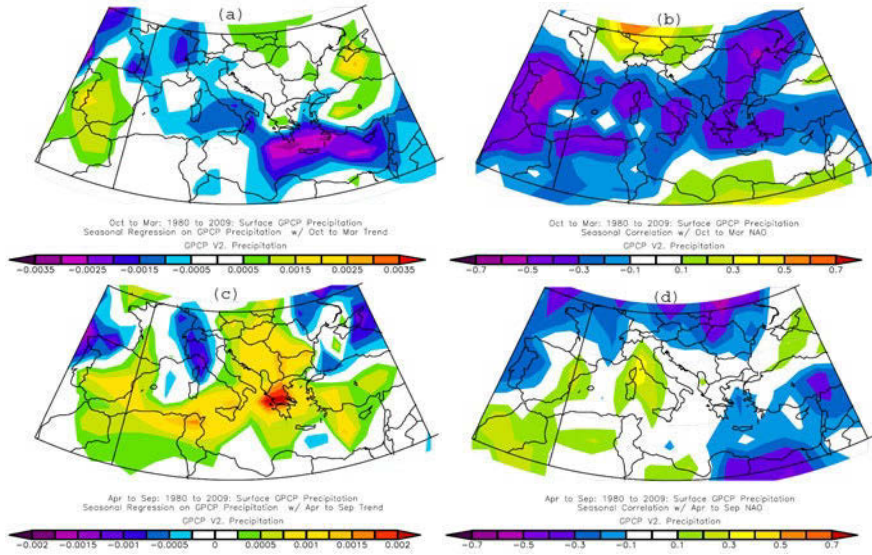 (a)
(b)
Oct to Mar: 1980 to 2009: Surface GPCP Precipitation
Seasonal Regression on GPCP Precipitation w/ Oct to Mar Trend
GPCP V2. Precipitation
-0.0035 -0.0025 -0.0015 -0.0005 0.0005 0.0015 0.0025 0.0035
Oct to Mar: 1980 to 2009: Surface GPCP Precipitation
Seasonal Correlation w/ Oct to Mar NAO
GPCP V2. Precipitation
-0.7 -0.5 -0.3 -0.1 0.1 0.3 0.5 0.7
(c)
(d)
Apr to Sep: 1980 to 2009: Surface GPCP Precipitation
Seasonal Regression on GPCP Precipitation w/ Apr to Sep Trend
GPCP V2. Precipitation
-0.002 -0.0015 -0.001 -0.0005 0 0.0005 0.001 0.0015 0.002
Apr to Sep: 1980 to 2009: Surface GPCP Precipitation
Seasonal Correlation w/ Apr to Sep NAO
GPCP V2. Precipitation
-0.7 -0.5 -0.3 -0.1 0.1 0.3 0.5 0.7